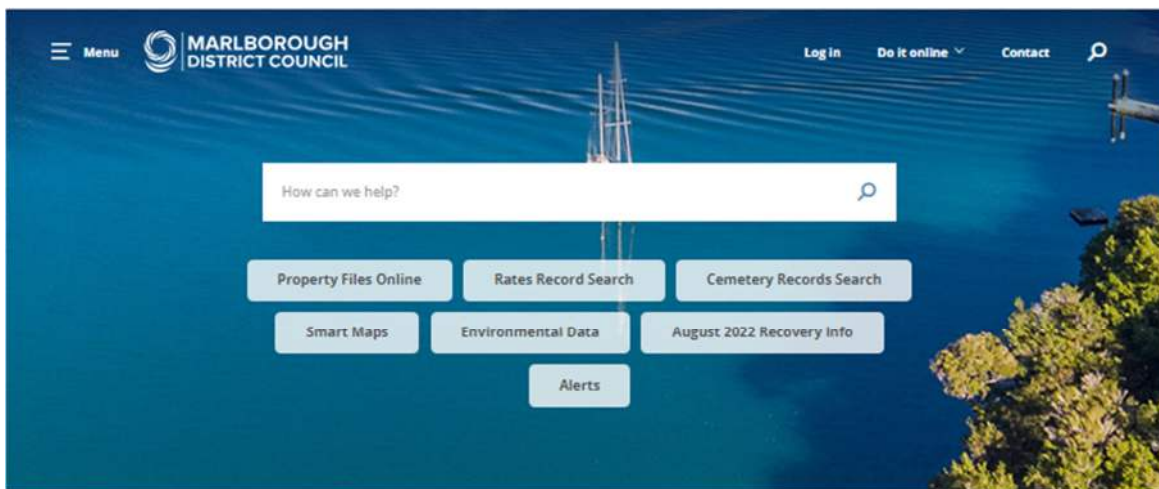 Menu
MARLBOROUGH
DISTRICT COUNCIL
Log in Do it online Contact
How can we help?
Property Files Online Rates Record Search Cemetery Records Search
Smart Maps Environmental Data August 2022 Recovery Info
Alerts